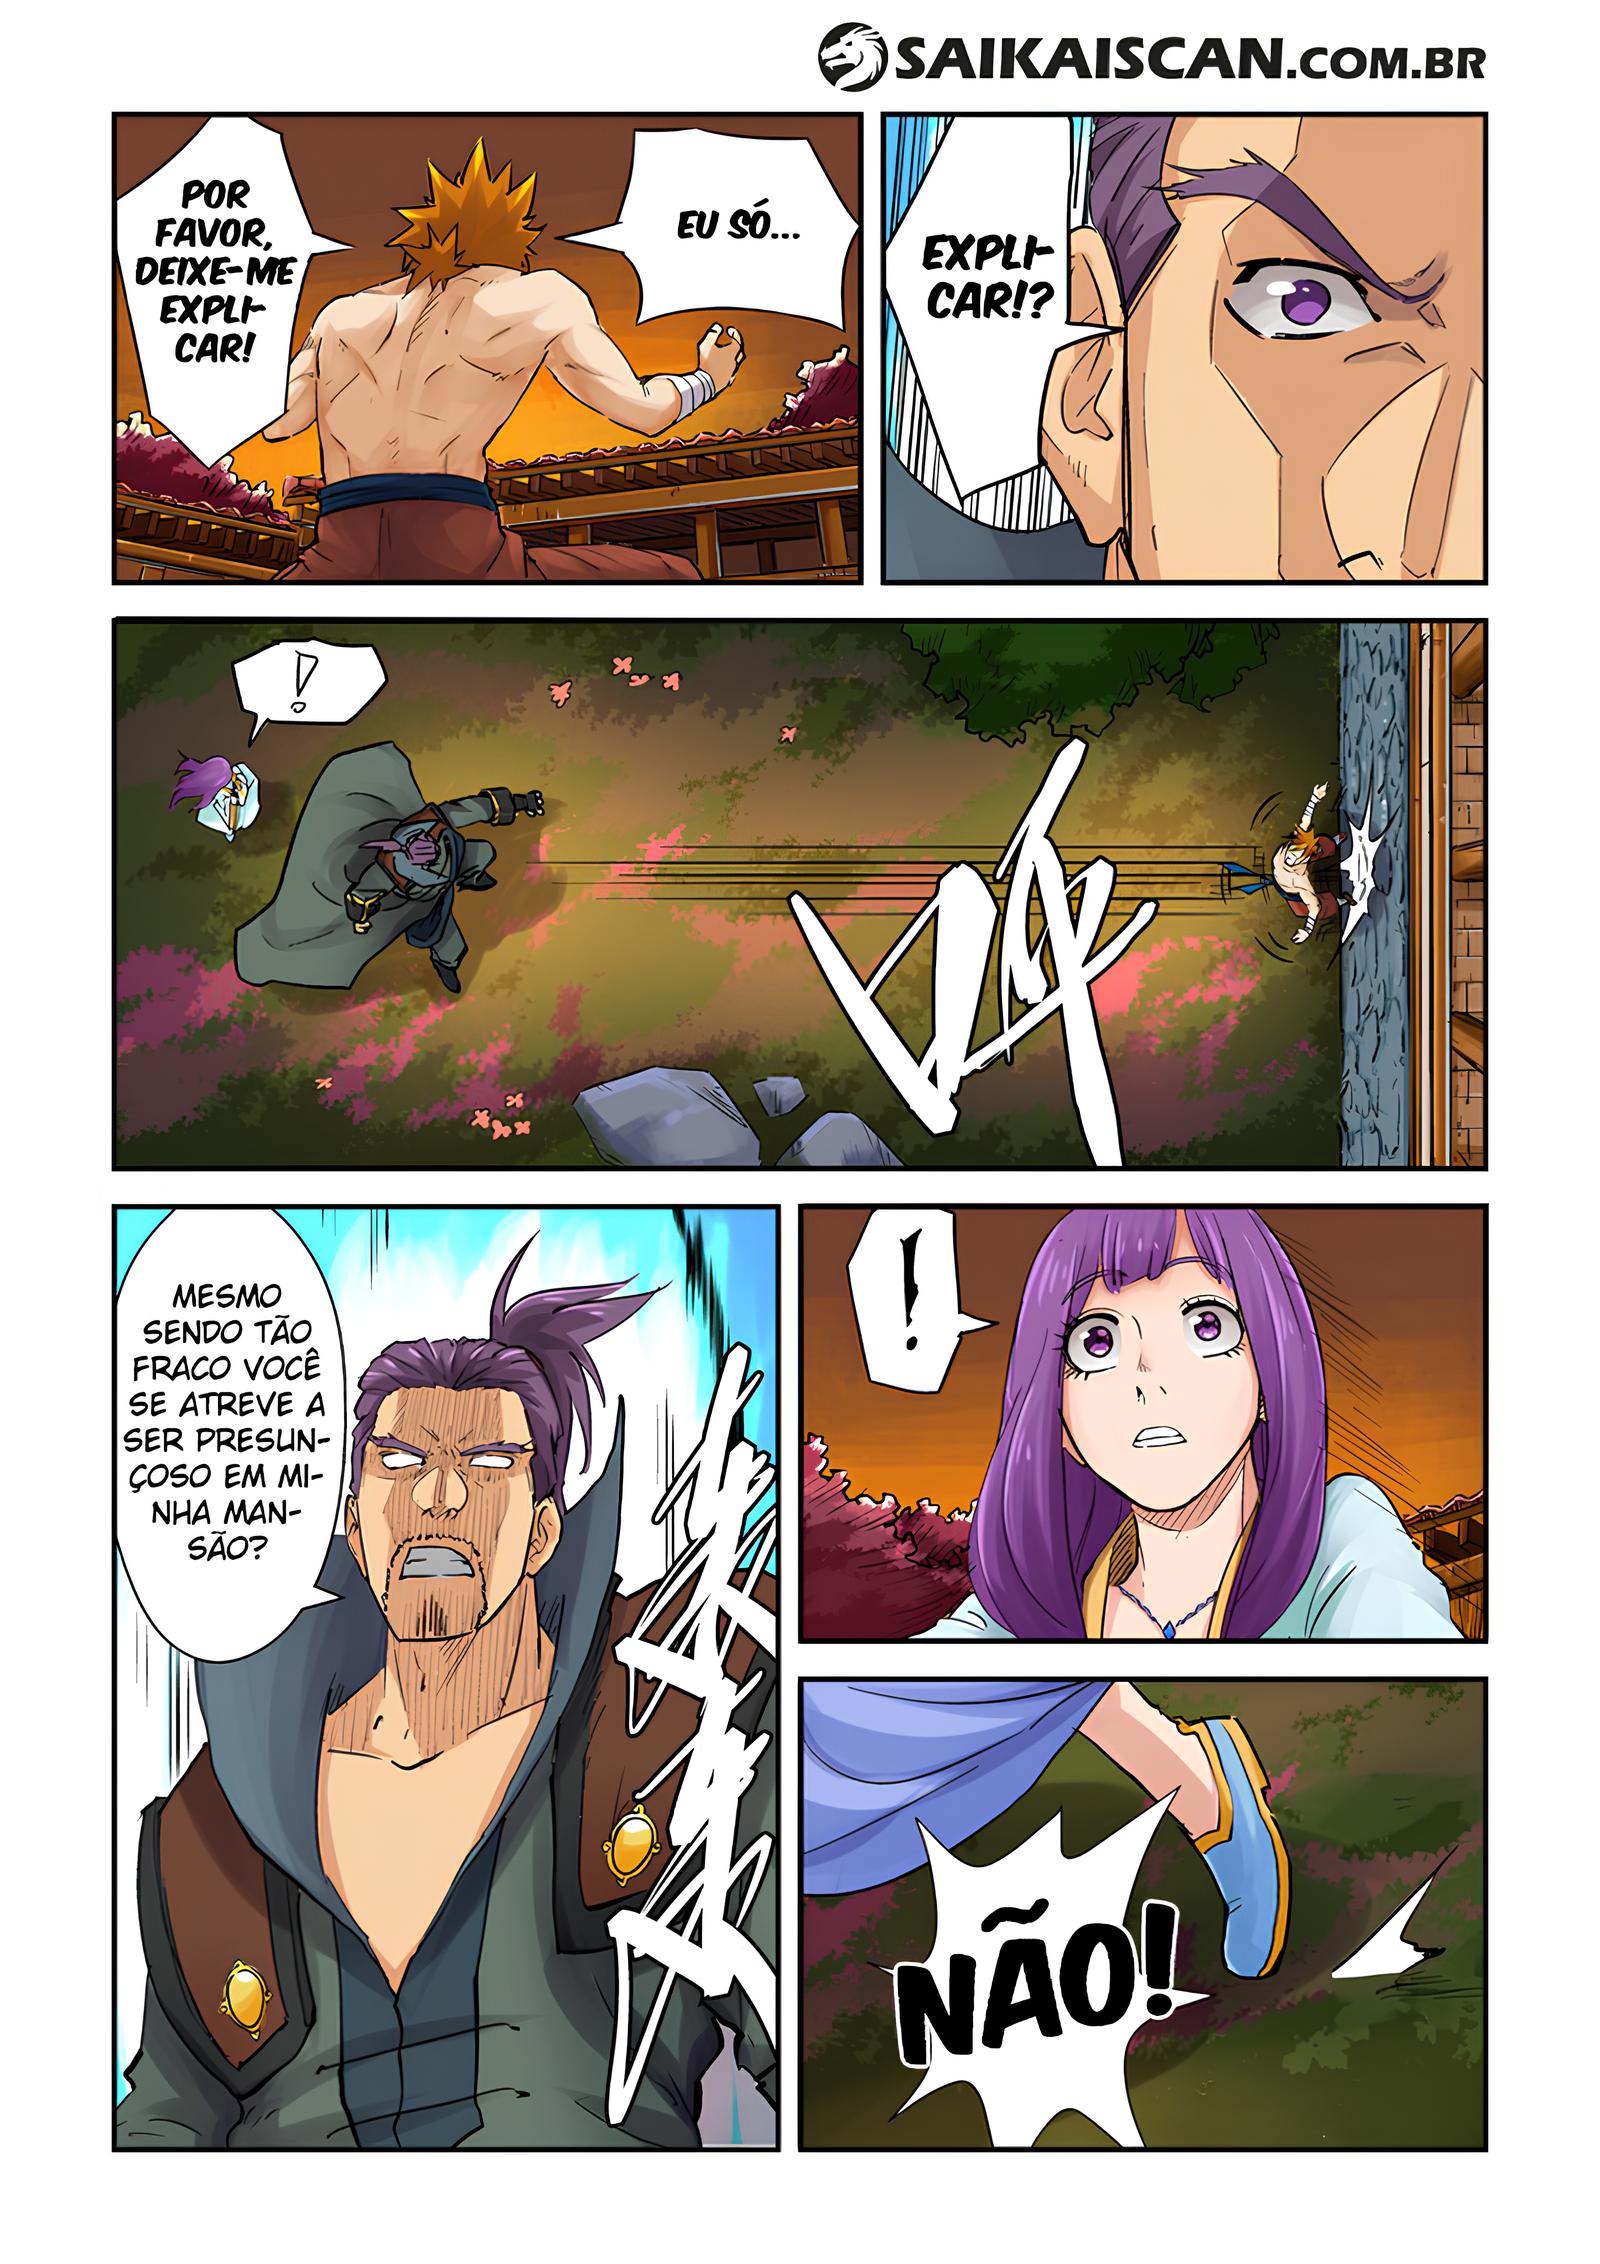 SAIKAISCAN.COM.BR
POR
FAVOR,
DEIXE-ME
EXPLI-
CAR!
EU SÓ...
EXPLI-
CAR!?
!
MESMO
SENDO TÃO
FRACO VOCÊ
SE ATREVE A
SER PRESUN-
ÇOSO EM MI-
NHA MAN-
SÃO?
!
NÃO!